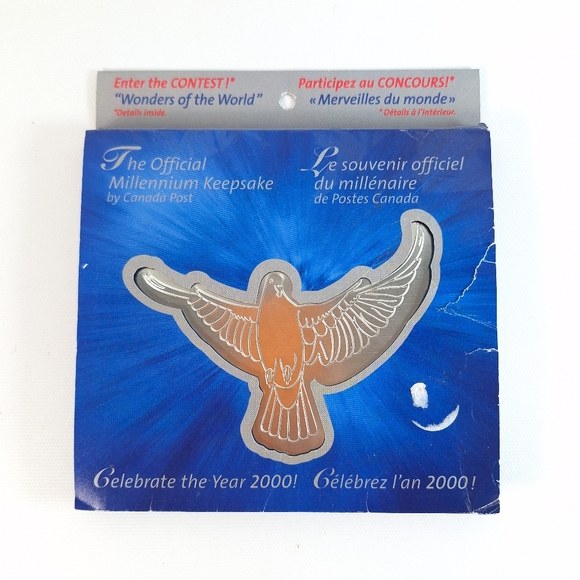 Enter the CONTEST!*
"Wonders of the World"
*Details inside.
Participez au CONCOURS!*
« Merveilles du monde »
*Détails à l'intérieur.
The Official
Millennium Keepsake
by Canada Post
Le souvenir officiel
du millénaire
de Postes Canada
Celebrate the Year 2000!
Célébrez l'an 2000!